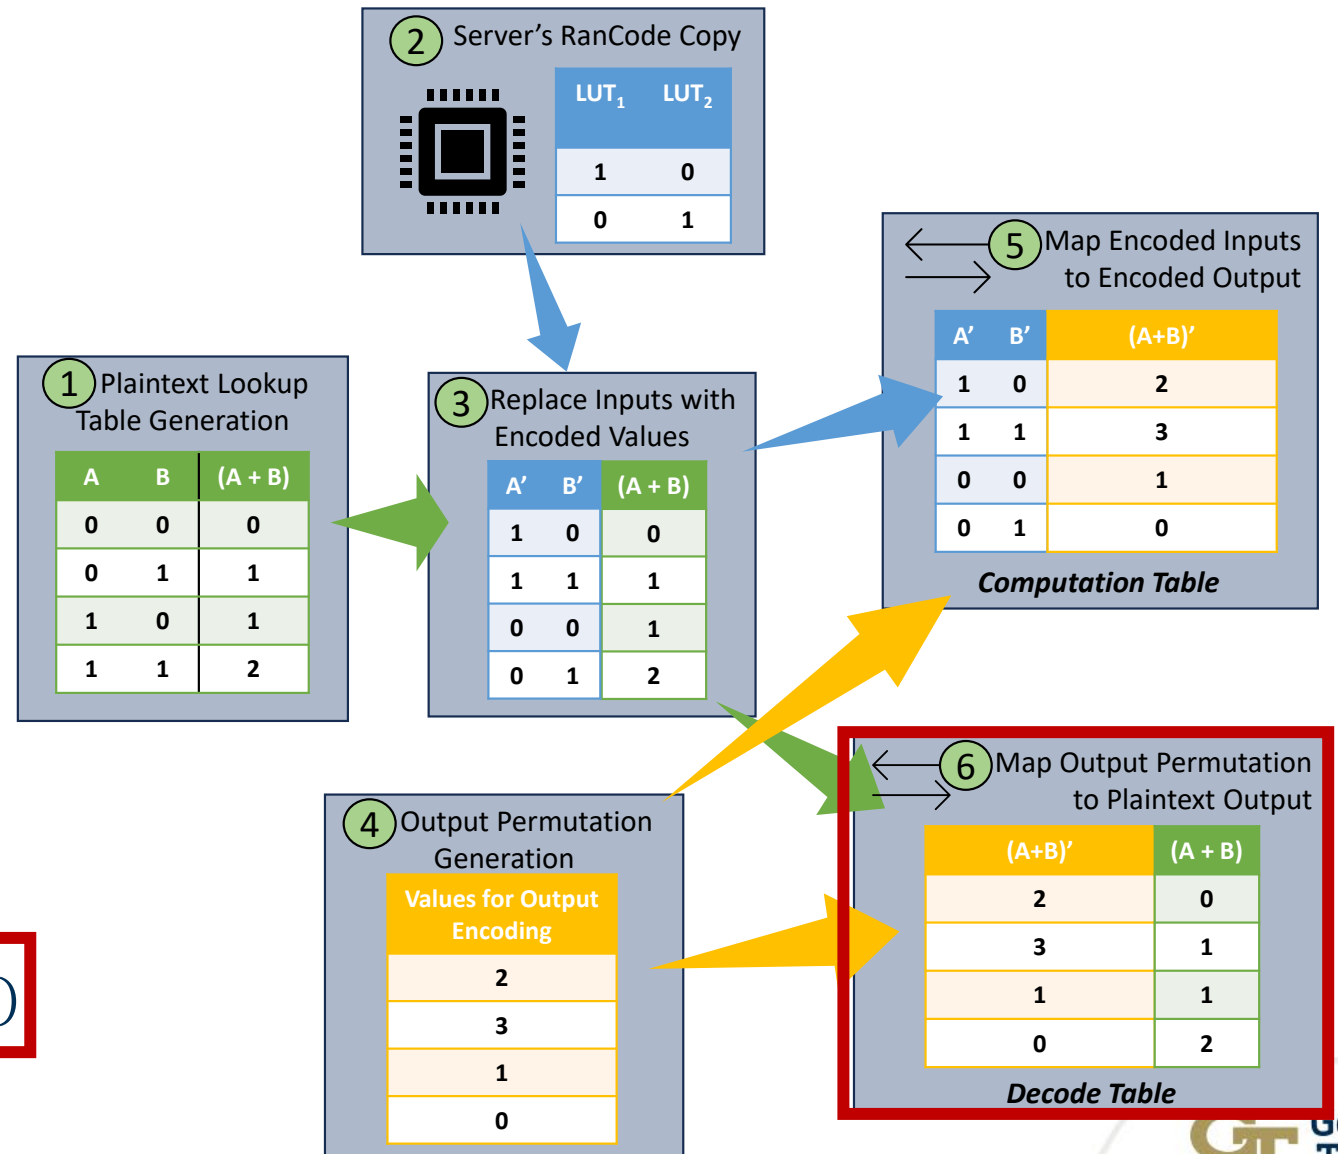 2 Server's RanCode Copy
LUT1 LUT2
1 0
0 1
1 Plaintext Lookup
Table Generation
A B (A + B)
0 0 0
0 1 1
1 0 1
1 1 2
3 Replace Inputs with
Encoded Values
A' B' (A + B)
1 0 0
1 1 1
0 0 1
0 1 2
5 Map Encoded Inputs
to Encoded Output
A' B' (A+B)'
1 0 2
1 1 3
0 0 1
0 1 0
Computation Table
4 Output Permutation
Generation
Values for Output
Encoding
2
3
1
0
6 Map Output Permutation
to Plaintext Output
(A+B)' (A + B)
2 0
3 1
1 1
0 2
Decode Table
)
GT